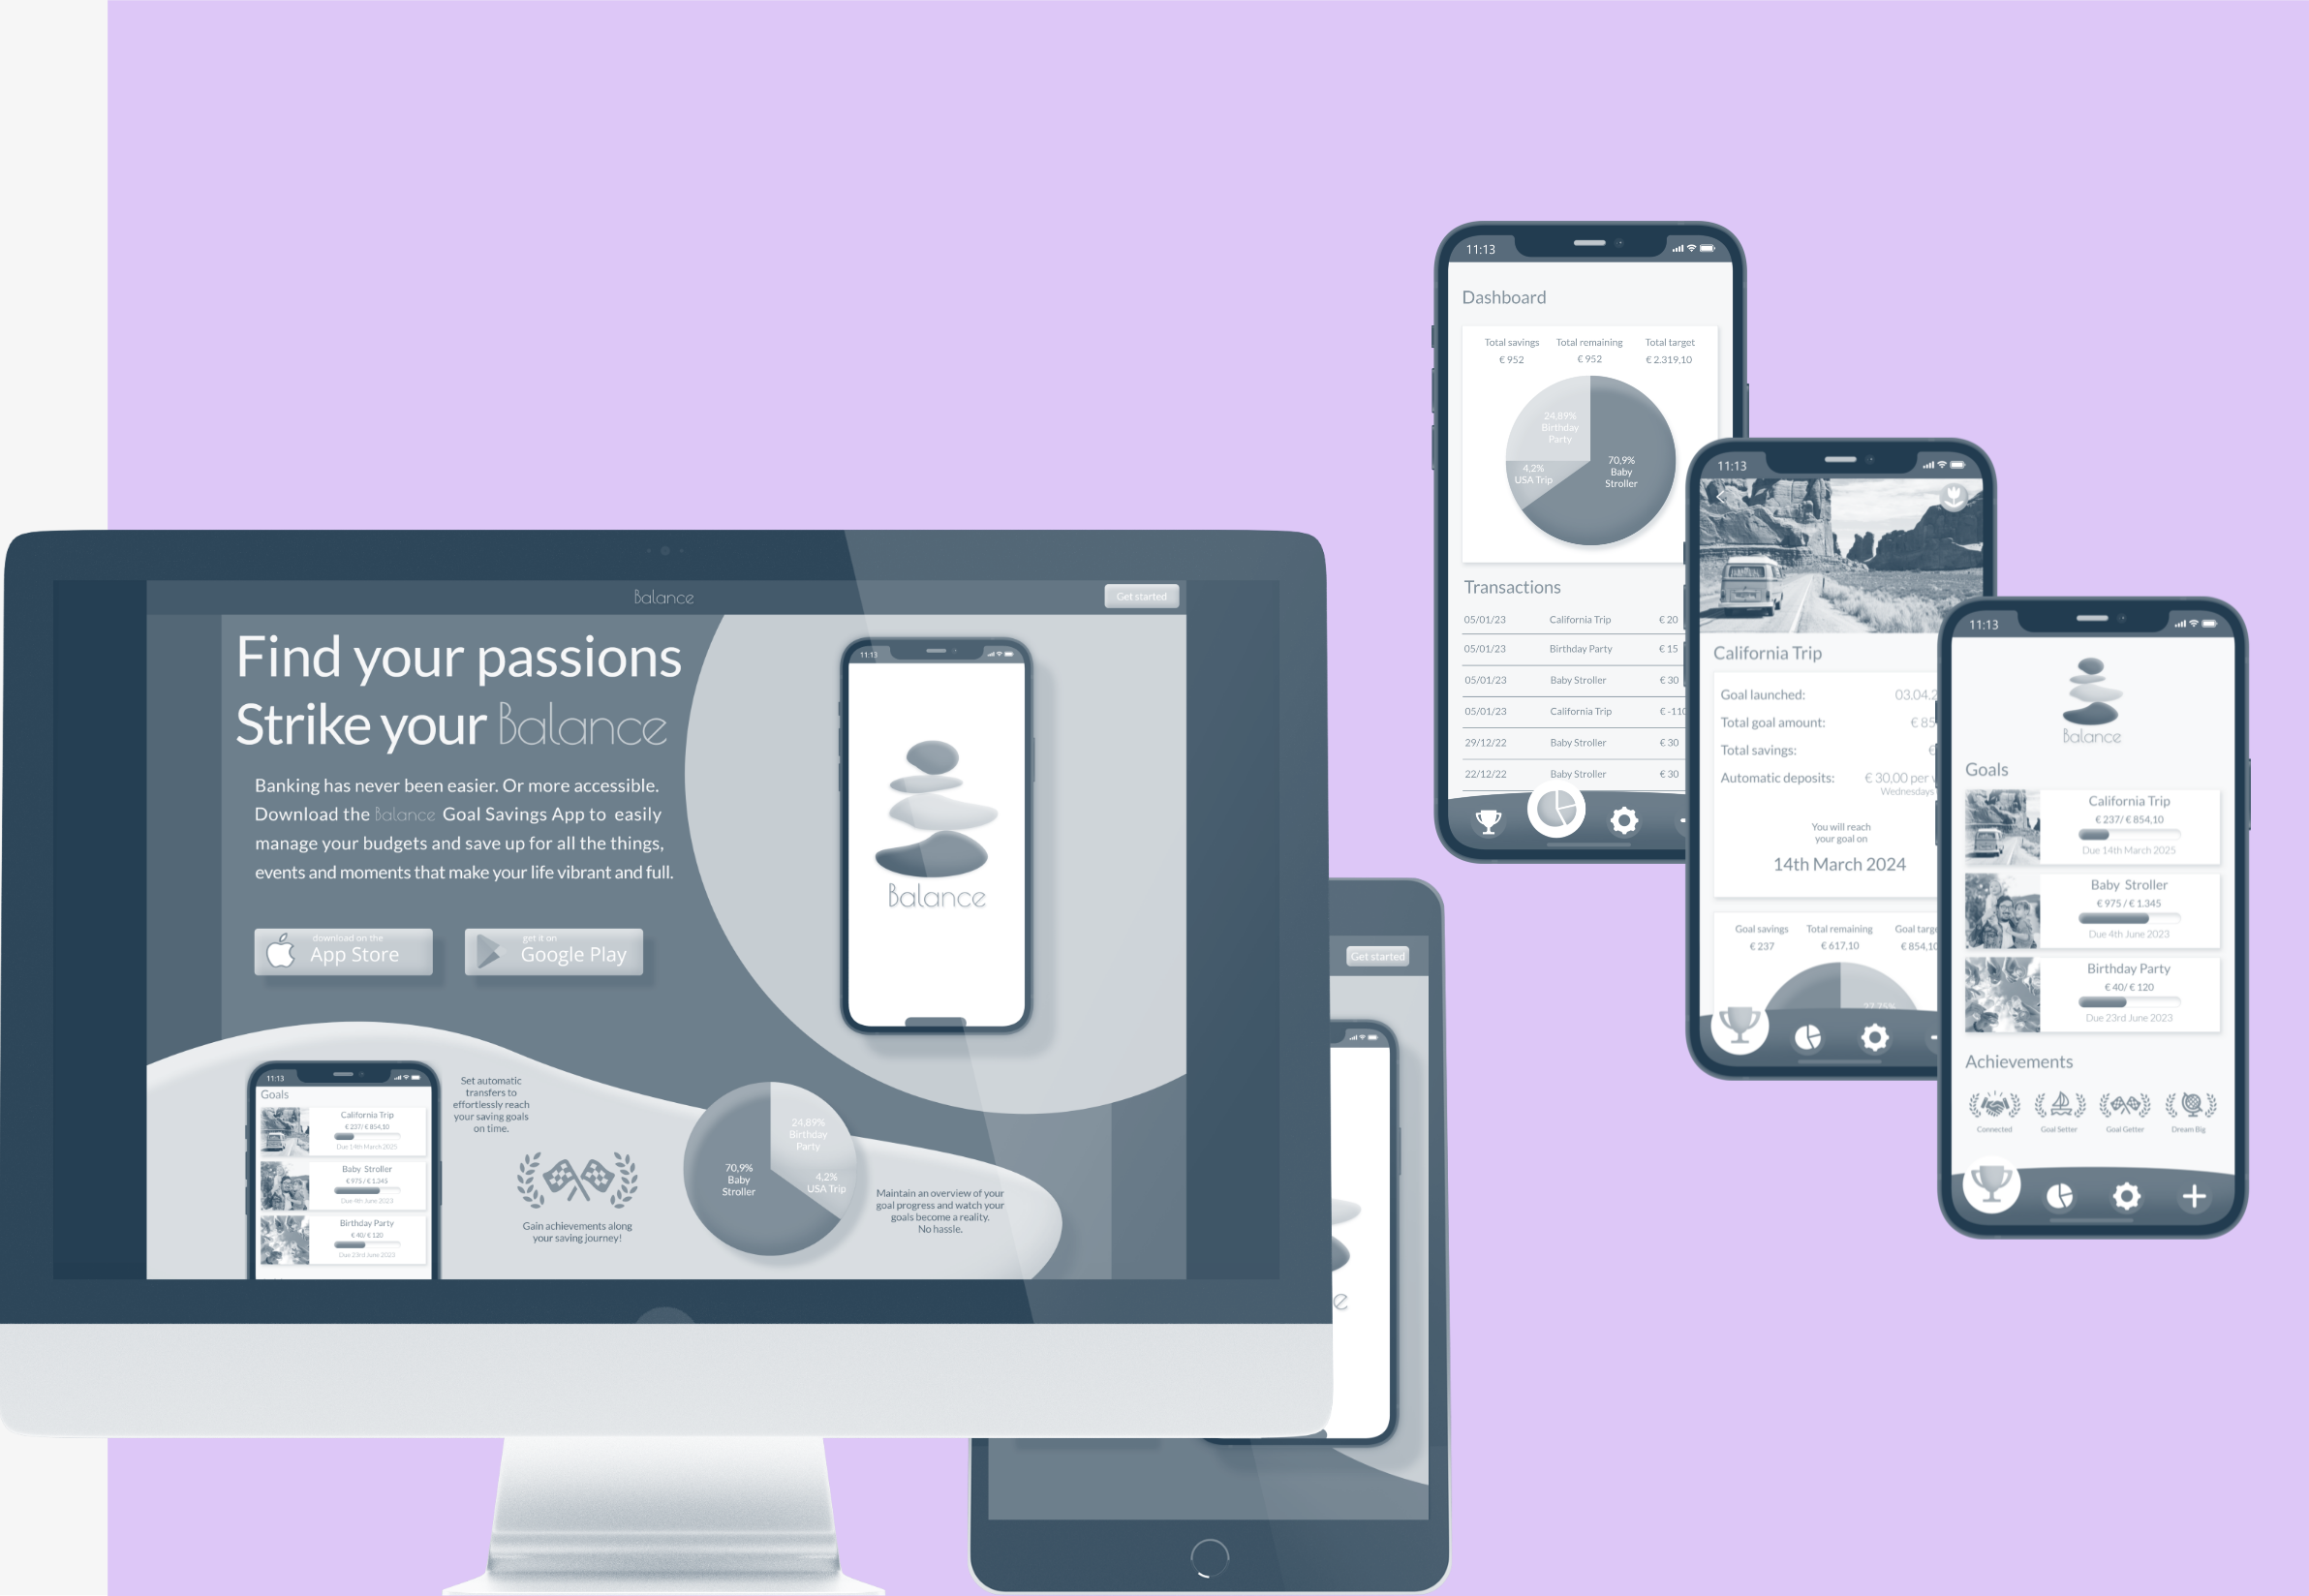 Balance
Get started
Find your passions
Strike your Balance
Banking has never been easier. Or more accessible.
Download the Balance Goal Savings App to easily
manage your budgets and save up for all the things,
events and moments that make your life vibrant and full.
download on the
App Store
get it on
Google Play
11:13
Balance
11:13
Goals
California Trip
€ 237/ € 854,10
Due 14th March 2025
Baby Stroller
€ 975 / € 1.345
Due 4th June 2023
Birthday Party
€ 40/ € 120
Due 23rd June 2023
Set automatic
transfers to
effortlessly reach
your saving goals
on time.
Gain achievements along
your saving journey!
24,89%
Birthday
Party
70,9%
Baby
Stroller
4,2%
USA Trip
Maintain an overview of your
goal progress and watch your
goals become a reality.
No hassle.
Get started
e
11:13
Dashboard
Total savings Total remaining Total target
€ 952 € 952 € 2.319,10
24,89%
Birthday
Party
4,2%
USA Trip
70,9%
Baby
Stroller
Transactions
05/01/23 California Trip € 20
05/01/23 Birthday Party € 15
05/01/23 Baby Stroller € 30
05/01/23 California Trip € -110
29/12/22 Baby Stroller € 30
22/12/22 Baby Stroller € 30
11:13
California Trip
Goal launched: 03.04.2
Total goal amount: € 85
Total savings: €
Automatic deposits: € 30,00 per
Wednesdays
You will reach
your goal on
14th March 2024
Goal savings Total remaining Goal targe
€ 237 € 617,10 € 854,10
27,75%
11:13
Balance
Goals
California Trip
€ 237/ € 854,10
Due 14th March 2025
Baby Stroller
€ 975 / € 1.345
Due 4th June 2023
Birthday Party
€ 40/ € 120
Due 23rd June 2023
Achievements
Connected Goal Setter Goal Getter Dream Big